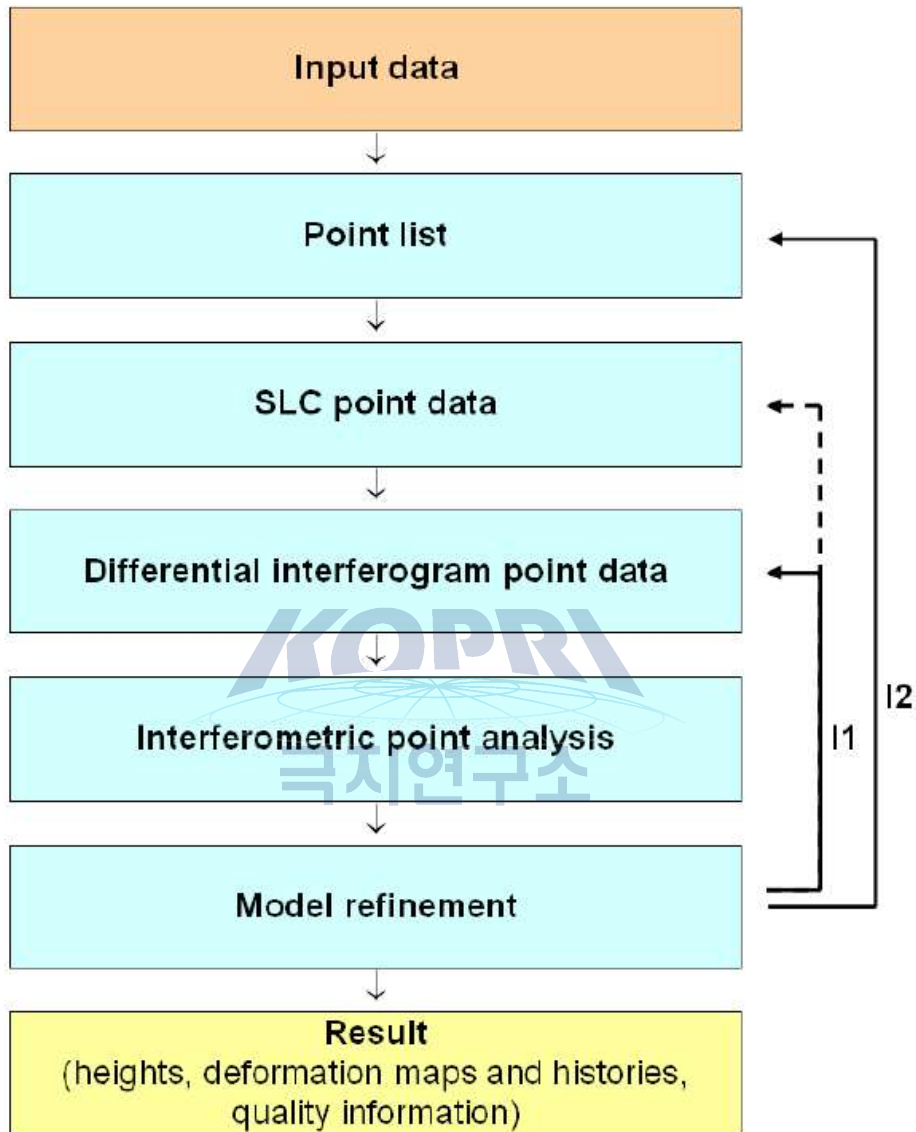 Input data
Point list
SLC point data
Differential interferogram point data
KOPRI
Interferometric point analysis
극지연구소
Model refinement
Result
(heights, deformation maps and histories,
quality information)
I1
I2